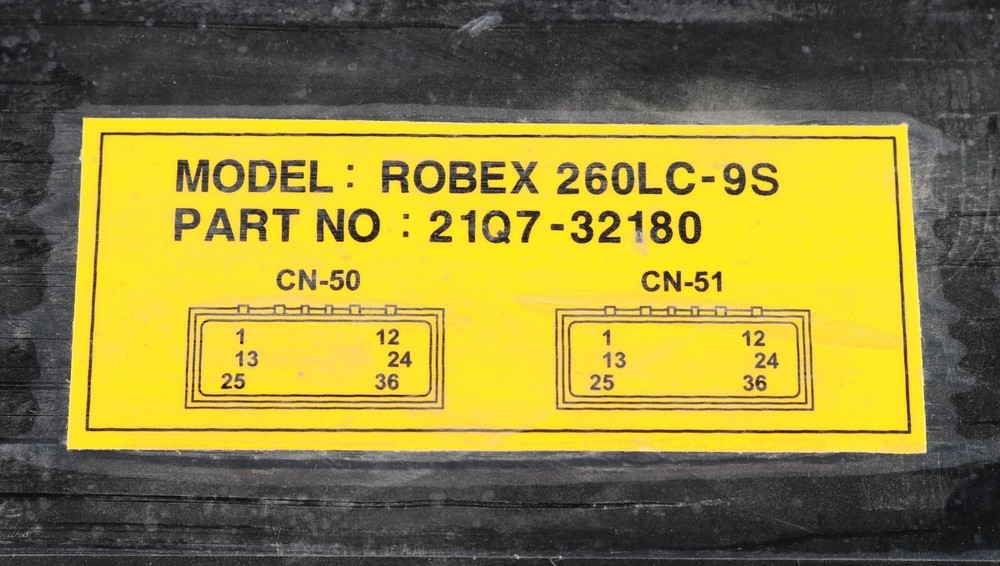 MODEL : ROBEX 260LC-9S
PART NO : 21Q7-32180
CN-50 CN-51
1 12 1 12
13 24 13 24
25 36 25 36